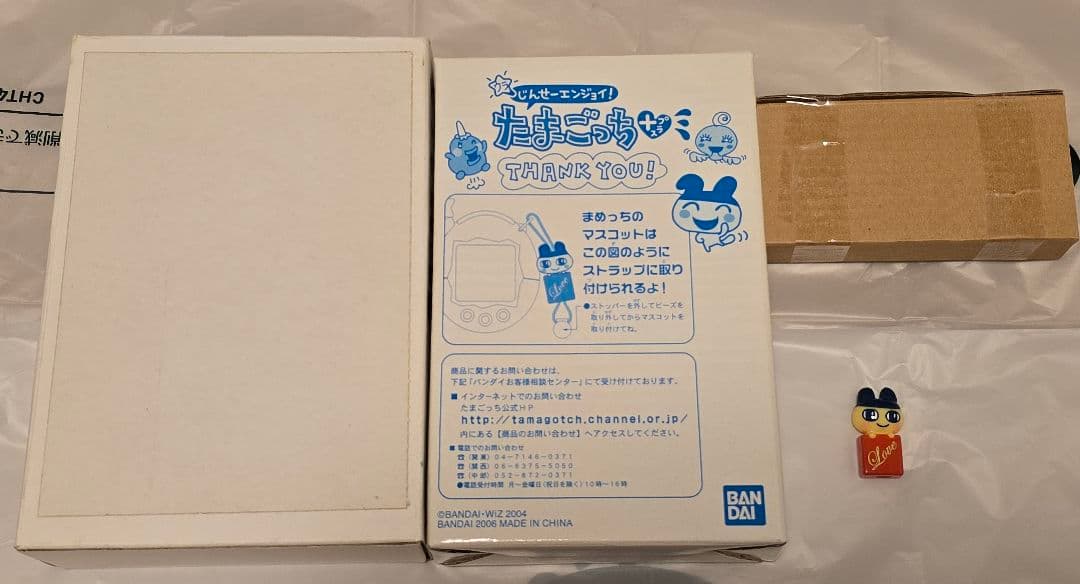 CHT4
削減でき
じんせーエンジョイ!
たまごっち+プラス
THANK YOU!
まめっちの
マスコットは
この図のように
ストラップに取り
付けられるよ!
●ストッパーを外してビーズを
取り外してからマスコットを
取り付けてね。
Love
商品に関するお問い合わせは、
下記「バンダイお客様相談センター」にて受け付けております。
■インターネットでのお問い合わせ
たまごっち公式HP
http://tamagotch.channel.or.jp/
内にある【商品のお問い合わせ】へアクセスしてください。
■電話でのお問い合わせ
☎(関東)04-7146-0371
☎(関西)06-6375-5050
☎(中部)052-872-0371
●電話受付時間 月~金曜日(祝日を除く)10時~16時
©BANDAI・WiZ 2004
BANDAI 2006 MADE IN CHINA
BAN
DAI
Love